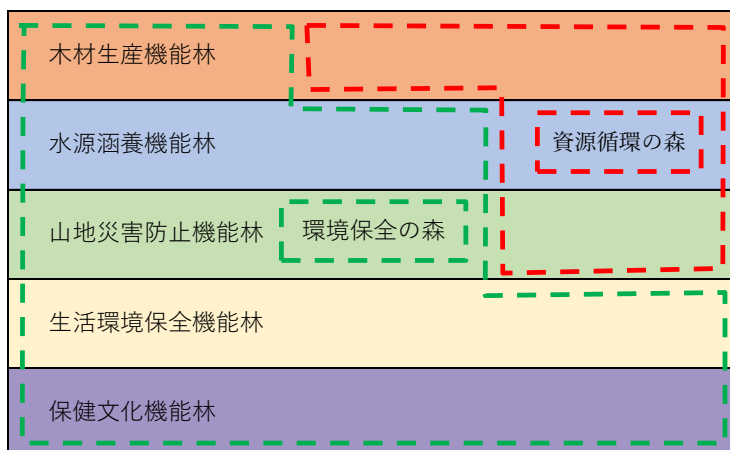 木材生産機能林
水源涵養機能林
資源循環の森
山地災害防止機能林
環境保全の森
生活環境保全機能林
保健文化機能林